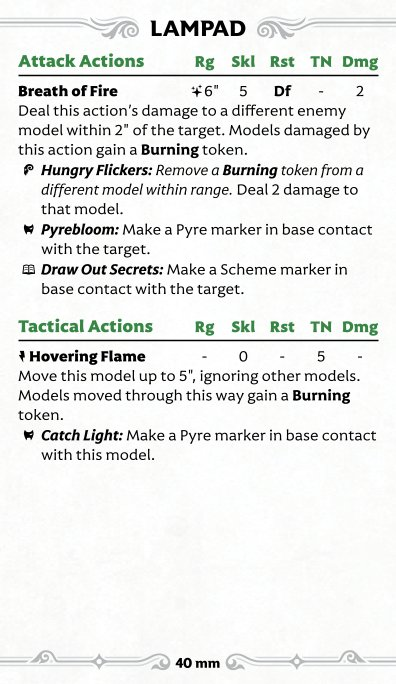 LAMPAD
Attack Actions Rg Skl Rst TN Dmg
Breath of Fire 6" 5 Df - 2
Deal this action's damage to a different enemy
model within 2" of the target. Models damaged by
this action gain a Burning token.
Hungry Flickers: Remove a Burning token from a
different model within range. Deal 2 damage to
that model.
Pyrebloom: Make a Pyre marker in base contact
with the target.
Draw Out Secrets: Make a Scheme marker in
base contact with the target.
Tactical Actions Rg Skl Rst TN Dmg
Hovering Flame - 0 - 5 -
Move this model up to 5", ignoring other models.
Models moved through this way gain a Burning
token.
Catch Light: Make a Pyre marker in base contact
with this model.
40 mm